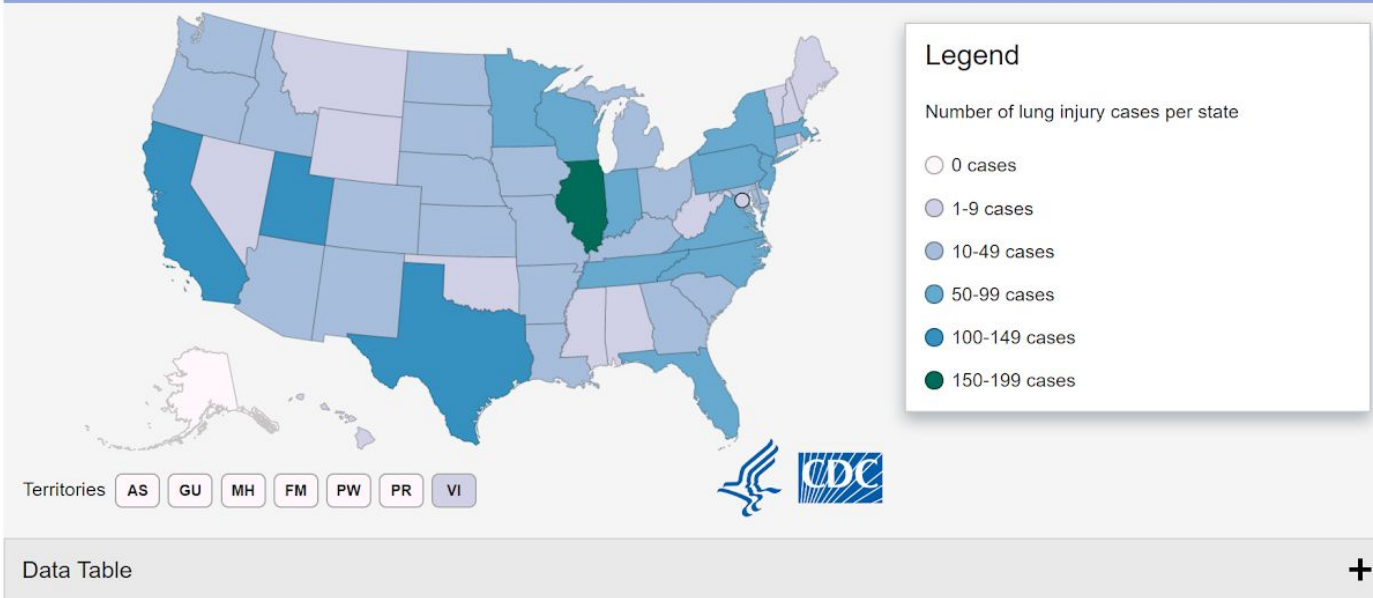 Legend
Number of lung injury cases per state
0 cases
1-9 cases
10-49 cases
50-99 cases
100-149 cases
150-199 cases
Territories AS GU MH FM PW PR VI
CDC
Data Table +